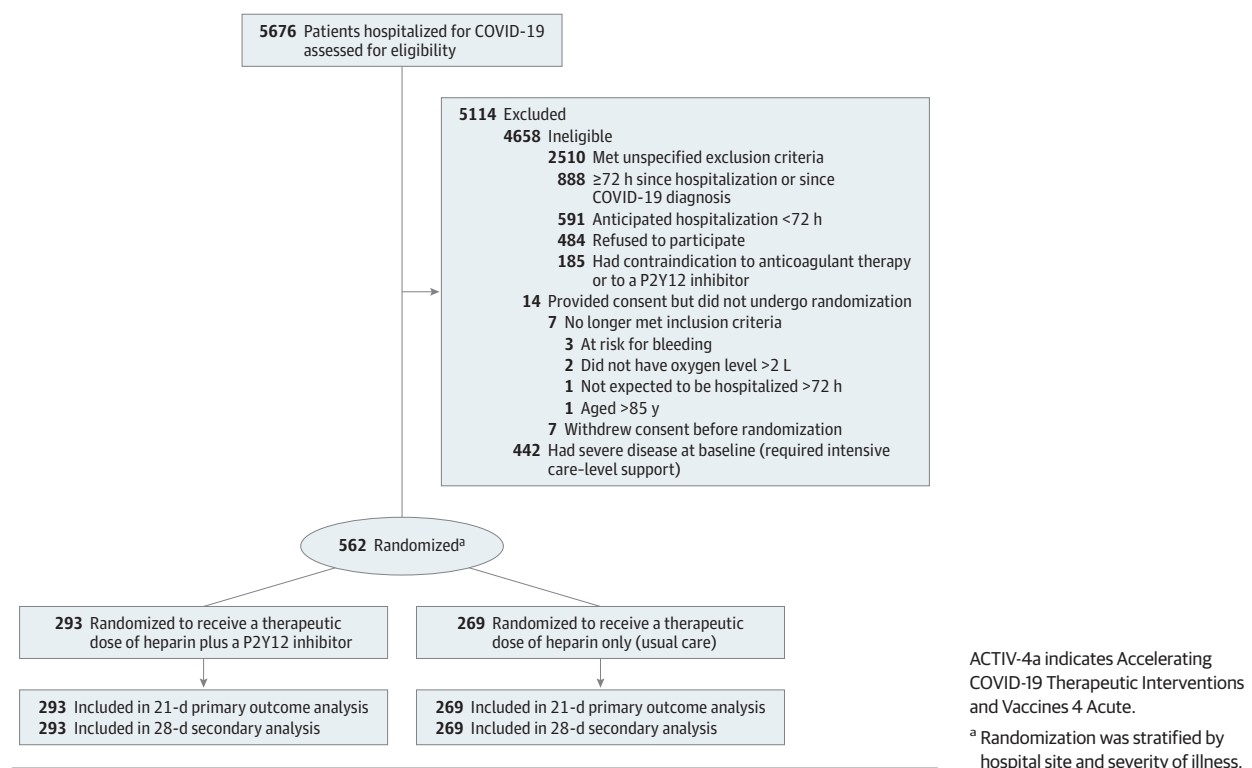 5676 Patients hospitalized for COVID-19
assessed for eligibility
5114 Excluded
4658 Ineligible
2510 Met unspecified exclusion criteria
888 ≥72 h since hospitalization or since
COVID-19 diagnosis
591 Anticipated hospitalization <72 h
484 Refused to participate
185 Had contraindication to anticoagulant therapy
or to a P2Y12 inhibitor
14 Provided consent but did not undergo randomization
7 No longer met inclusion criteria
3 At risk for bleeding
2 Did not have oxygen level >2 L
1 Not expected to be hospitalized >72 h
1 Aged >85 y
7 Withdrew consent before randomization
442 Had severe disease at baseline (required intensive
care-level support)
562 Randomizedᵃ
293 Randomized to receive a therapeutic
dose of heparin plus a P2Y12 inhibitor
269 Randomized to receive a therapeutic
dose of heparin only (usual care)
293 Included in 21-d primary outcome analysis
293 Included in 28-d secondary analysis
269 Included in 21-d primary outcome analysis
269 Included in 28-d secondary analysis
ACTIV-4a indicates Accelerating
COVID-19 Therapeutic Interventions
and Vaccines 4 Acute.
ᵃ Randomization was stratified by
hospital site and severity of illness.